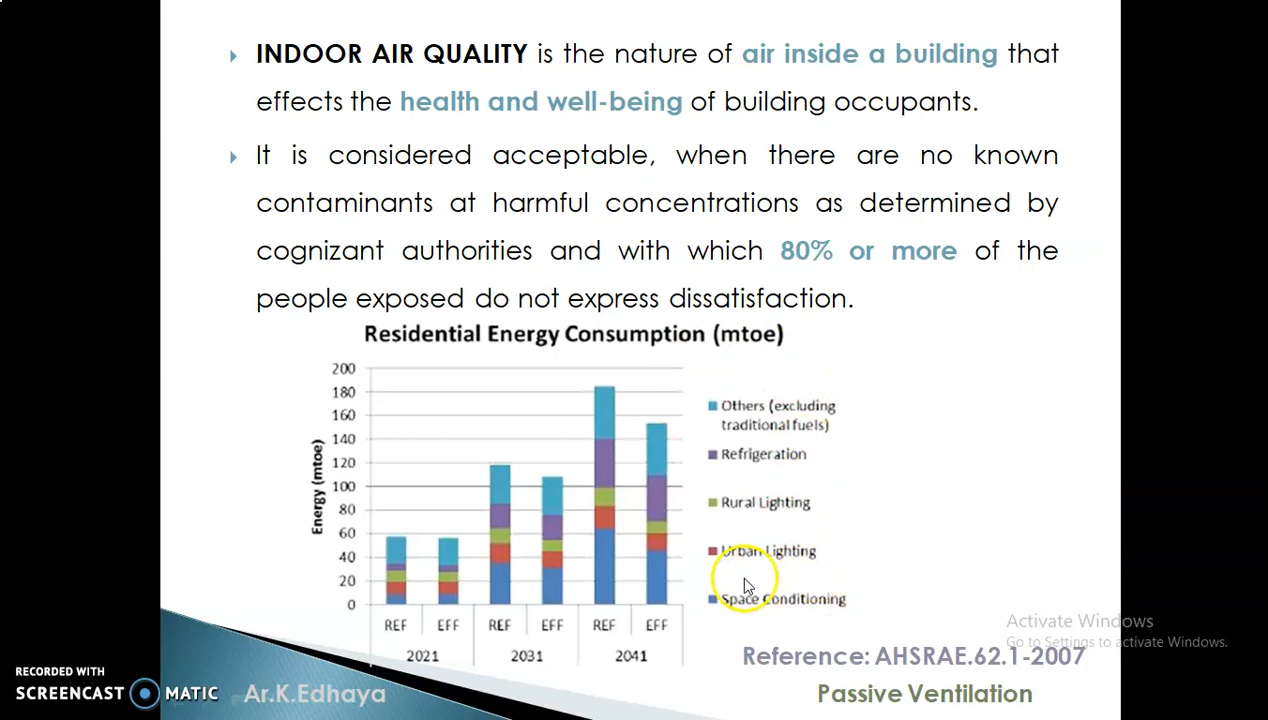 INDOOR AIR QUALITY is the nature of air inside a building that
effects the health and well-being of building occupants.
It is considered acceptable, when there are no known
contaminants at harmful concentrations as determined by
cognizant authorities and with which 80% or more of the
people exposed do not express dissatisfaction.
Residential Energy Consumption (mtoe)
Energy (mtoe)
200
180
160
140
120
100
80
60
40
20
0
REF EFF REF EFF REF EFF
2021 2031 2041
Others (excluding
traditional fuels)
Refrigeration
Rural Lighting
Urban Lighting
Space Conditioning
Activate Windows
Go to Settings to activate Windows.
Reference: AHSRAE.62.1-2007
Passive Ventilation
RECORDED WITH
SCREENCAST MATIC
Ar.K.Edhaya